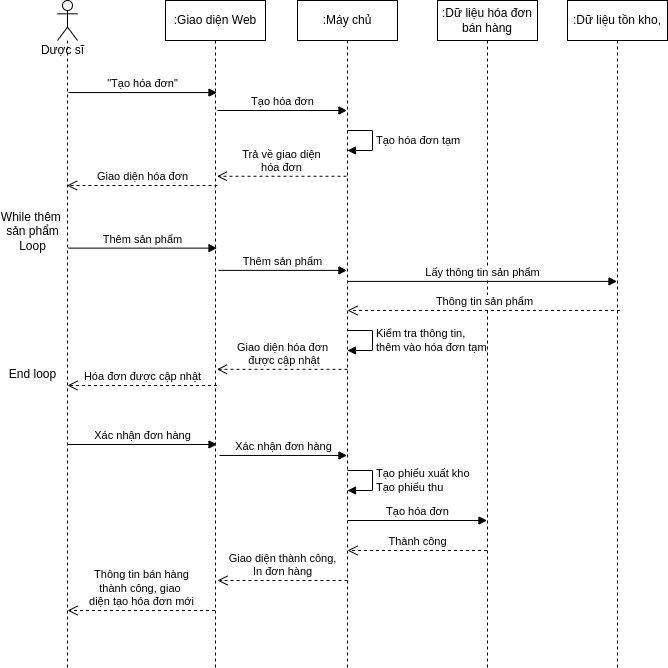 :Giao diện Web
:Máy chủ
:Dữ liệu hóa đơn
bán hàng
:Dữ liệu tồn kho,
Dược sĩ
"Tạo hóa đơn"
Tạo hóa đơn
Tạo hóa đơn tạm
Trả về giao diện
hóa đơn
Giao diện hóa đơn
While thêm
sản phẩm
Loop
Thêm sản phẩm
Thêm sản phẩm
Lấy thông tin sản phẩm
Thông tin sản phẩm
Kiểm tra thông tin,
thêm vào hóa đơn tạm
Giao diện hóa đơn
được cập nhật
End loop
Hóa đơn được cập nhật
Xác nhận đơn hàng
Xác nhận đơn hàng
Tạo phiếu xuất kho
Tạo phiếu thu
Tạo hóa đơn
Thành công
Giao diện thành công,
In đơn hàng
Thông tin bán hàng
thành công, giao
diện tạo hóa đơn mới